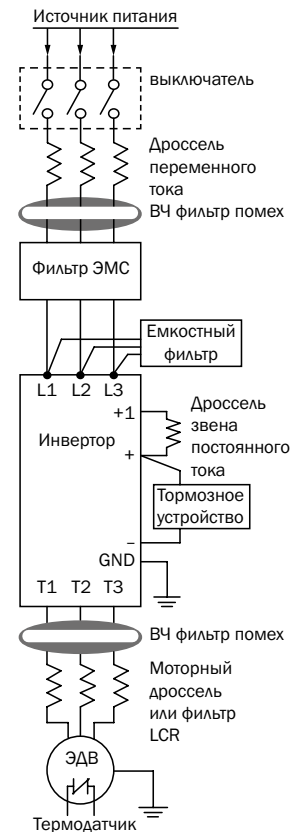 Источник питания
выключатель
Дроссель
переменного
тока
ВЧ фильтр помех
Фильтр ЭМС
Емкостный
фильтр
L1 L2 L3
+1
Дроссель
звена
постоянного
тока
Инвертор
+
Тормозное
устройство
–
GND
T1 T2 T3
ВЧ фильтр помех
Моторный
дроссель
или фильтр
LCR
ЭДВ
Термодатчик